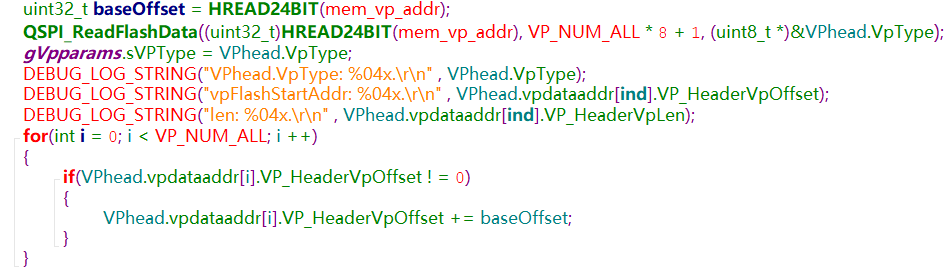 uint32_t baseOffset = HREAD24BIT(mem_vp_addr);
QSPI_ReadFlashData((uint32_t)HREAD24BIT(mem_vp_addr), VP_NUM_ALL * 8 + 1, (uint8_t *)&VPhead.VpType);
gVpparams.sVPType = VPhead.VpType;
DEBUG_LOG_STRING("VPhead.VpType: %04x.\r\n" , VPhead.VpType);
DEBUG_LOG_STRING("vpFlashStartAddr: %04x.\r\n" , VPhead.vpdataaddr[ind].VP_HeaderVpOffset);
DEBUG_LOG_STRING("len: %04x.\r\n" , VPhead.vpdataaddr[ind].VP_HeaderVpLen);
for(int i = 0; i < VP_NUM_ALL; i ++)
{
if(VPhead.vpdataaddr[i].VP_HeaderVpOffset ! = 0)
{
VPhead.vpdataaddr[i].VP_HeaderVpOffset += baseOffset;
}
}